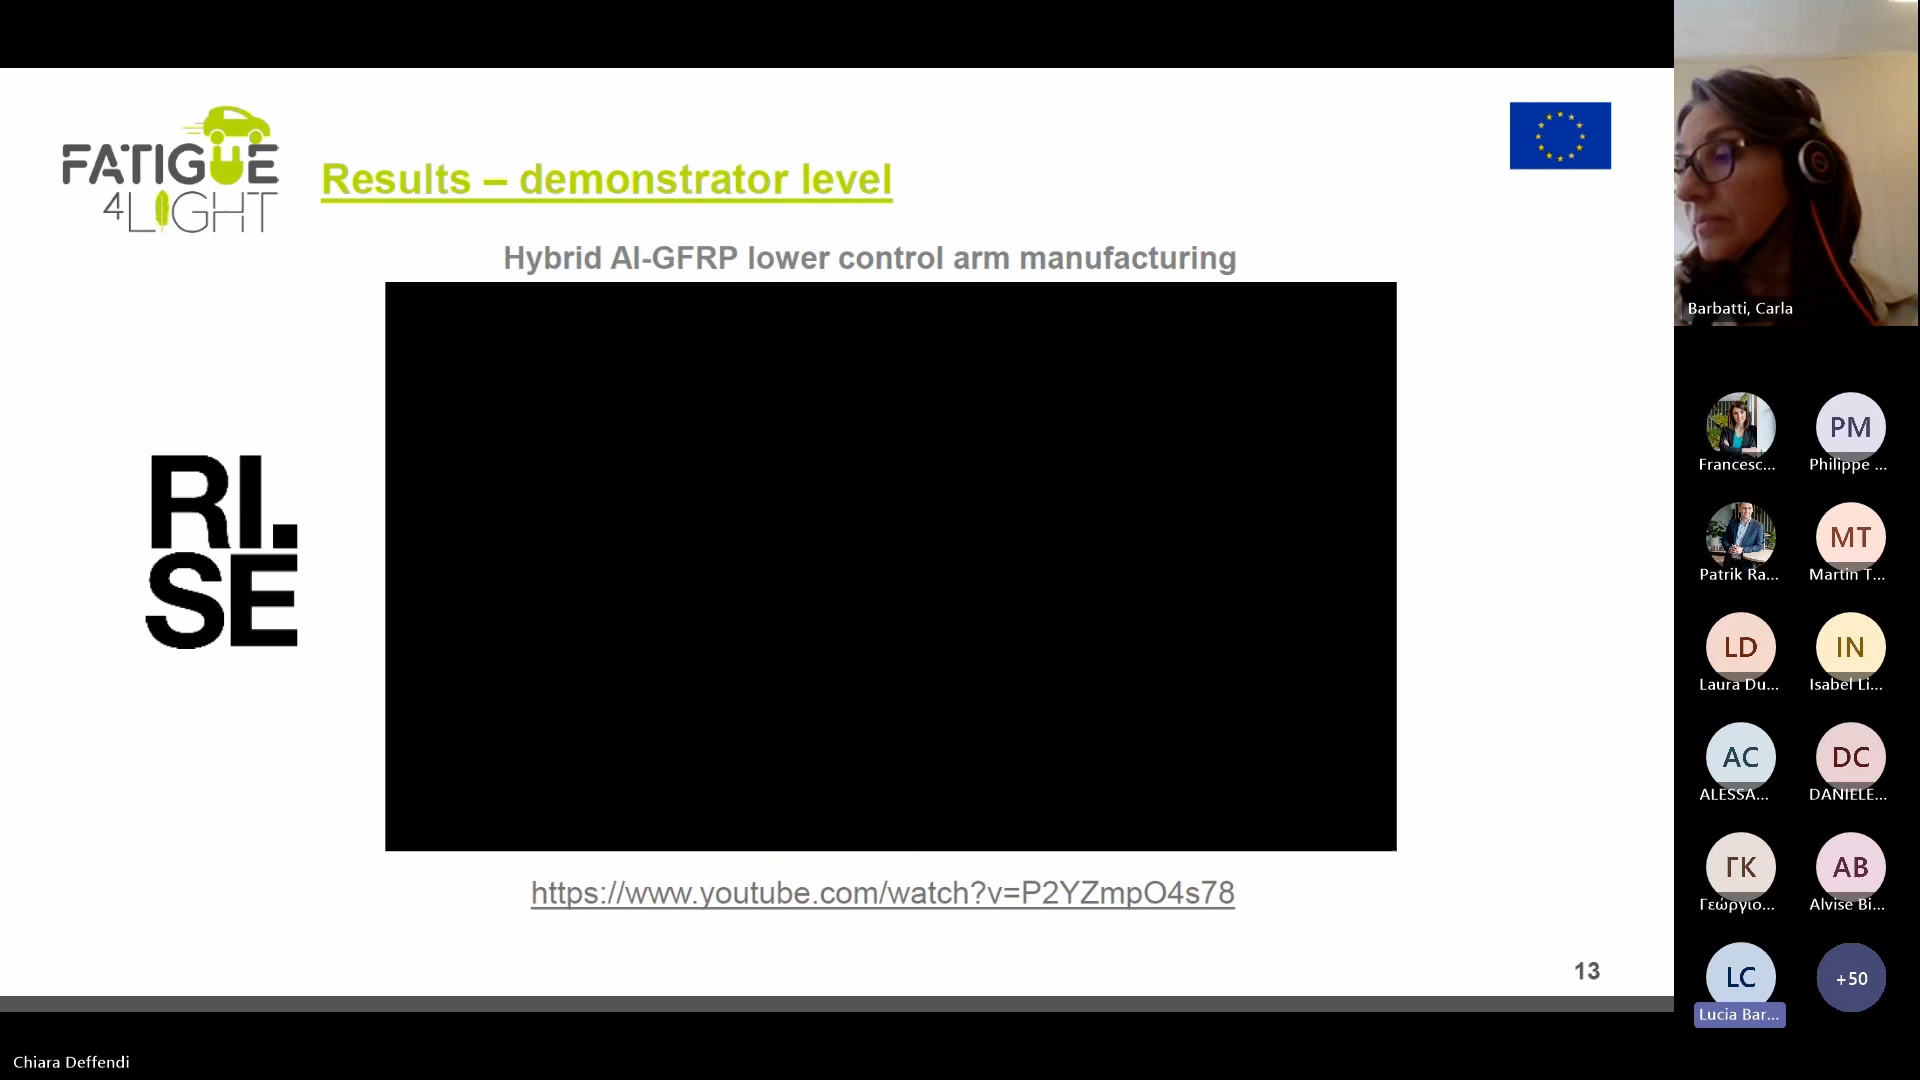 FATIGUE
4LIGHT
Results – demonstrator level
Hybrid Al-GFRP lower control arm manufacturing
RI.
SE
https://www.youtube.com/watch?v=P2YZmpO4s78
13
Chiara Deffendi
Barbatti, Carla
Francesc...
PM
Philippe ...
Patrik Ra...
MT
Martin T...
LD
Laura Du...
IN
Isabel Li...
AC
ALESSA...
DC
DANIELE...
ΓΚ
Γεώργιο...
AB
Alvise Bi...
LC
Lucia Bar...
+50